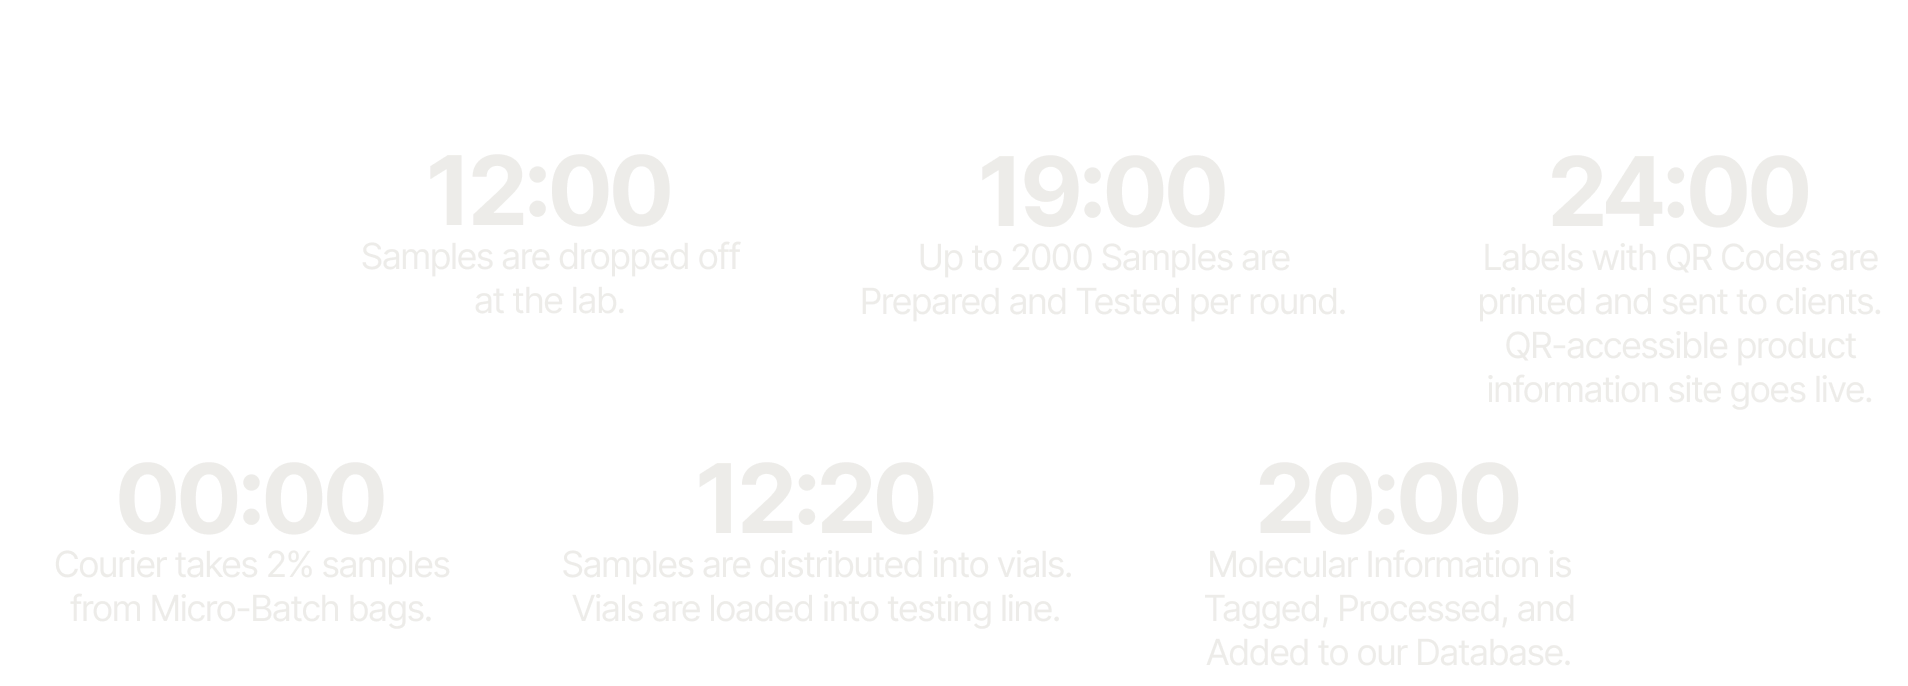 12:00
Samples are dropped off
at the lab.
19:00
Up to 2000 Samples are
Prepared and Tested per round.
24:00
Labels with QR Codes are
printed and sent to clients.
QR-accessible product
information site goes live.
00:00
Courier takes 2% samples
from Micro-Batch bags.
12:20
Samples are distributed into vials.
Vials are loaded into testing line.
20:00
Molecular Information is
Tagged, Processed, and
Added to our Database.